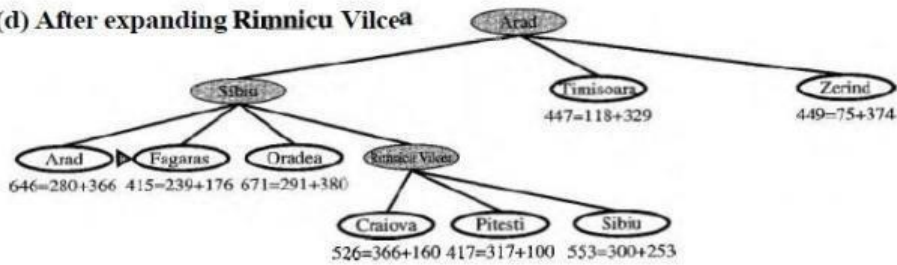 (d) After expanding Rimnicu Vilcea
Arad
Sibiu
Timisoara
Zerind
447=118+329
449=75+374
Arad
Fagaras
Oradea
Rimnicu Vilcea
646=280+366 415=239+176 671=291+380
Craiova
Pitesti
Sibiu
526=366+160 417=317+100 553=300+253